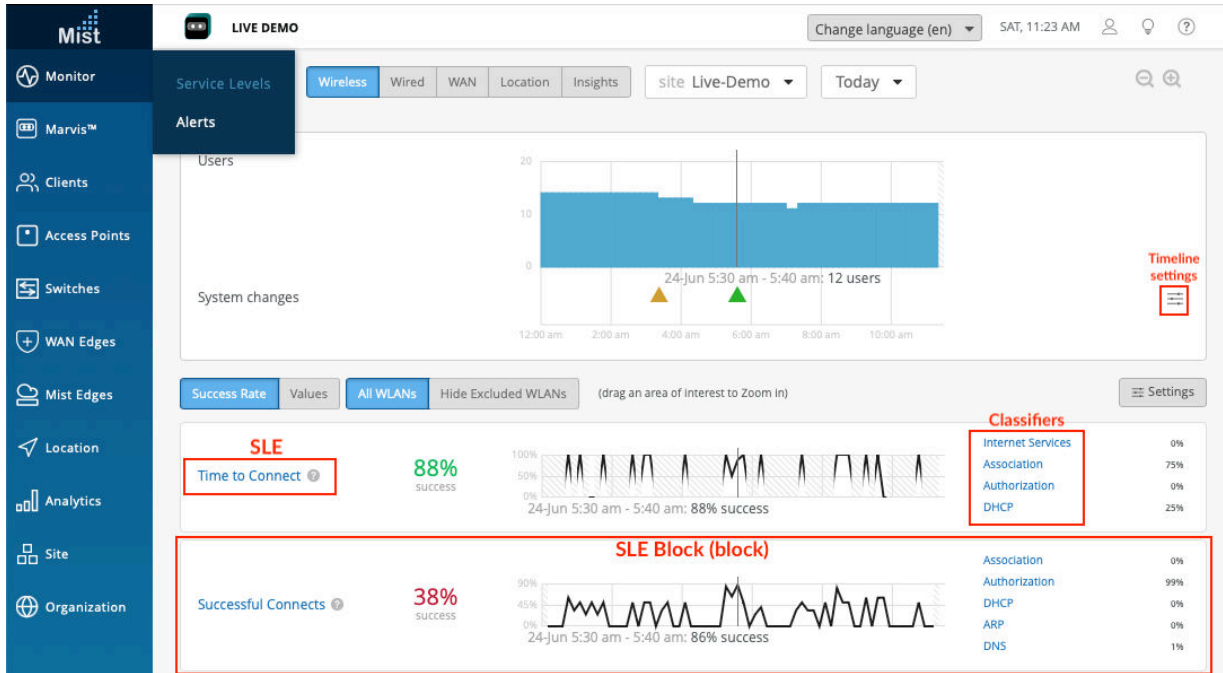 Mist
LIVE DEMO
Change language (en)
SAT, 11:23 AM
Monitor
Marvis™
Clients
Access Points
Switches
WAN Edges
Mist Edges
Location
Analytics
Site
Organization
Service Levels
Alerts
Wireless
Wired
WAN
Location
Insights
site Live-Demo
Today
Users
20
10
0
24-Jun 5:30 am - 5:40 am: 12 users
System changes
12:00 am
2:00 am
4:00 am
6:00 am
8:00 am
10:00 am
Timeline
settings
Success Rate
Values
All WLANs
Hide Excluded WLANs
(drag an area of interest to Zoom in)
Settings
SLE
Time to Connect ?
88%
success
100%
50%
0%
24-Jun 5:30 am - 5:40 am: 88% success
Classifiers
Internet Services 0%
Association 75%
Authorization 0%
DHCP 25%
SLE Block (block)
Successful Connects ?
38%
success
90%
45%
0%
24-Jun 5:30 am - 5:40 am: 86% success
Association 0%
Authorization 99%
DHCP 0%
ARP 0%
DNS 1%